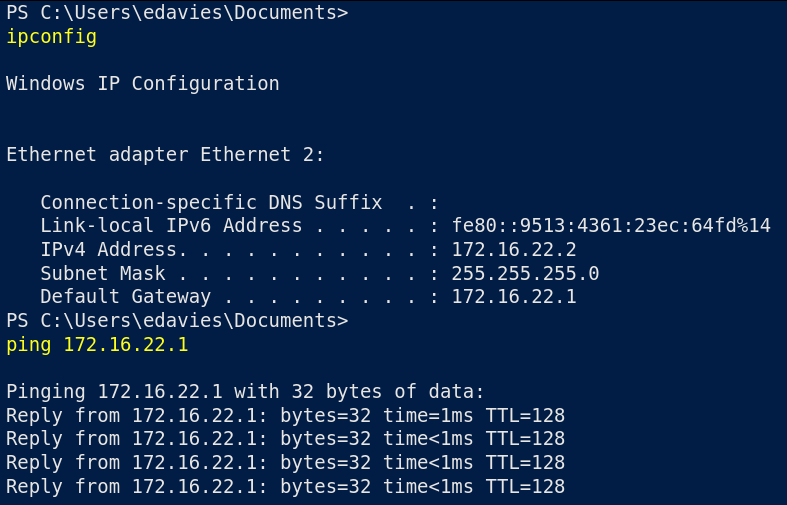 PS C:\Users\edavies\Documents>
ipconfig
Windows IP Configuration
Ethernet adapter Ethernet 2:
Connection-specific DNS Suffix  . :
Link-local IPv6 Address . . . . . : fe80::9513:4361:23ec:64fd%14
IPv4 Address. . . . . . . . . . . : 172.16.22.2
Subnet Mask . . . . . . . . . . . : 255.255.255.0
Default Gateway . . . . . . . . . : 172.16.22.1
PS C:\Users\edavies\Documents>
ping 172.16.22.1
Pinging 172.16.22.1 with 32 bytes of data:
Reply from 172.16.22.1: bytes=32 time=1ms TTL=128
Reply from 172.16.22.1: bytes=32 time<1ms TTL=128
Reply from 172.16.22.1: bytes=32 time<1ms TTL=128
Reply from 172.16.22.1: bytes=32 time<1ms TTL=128